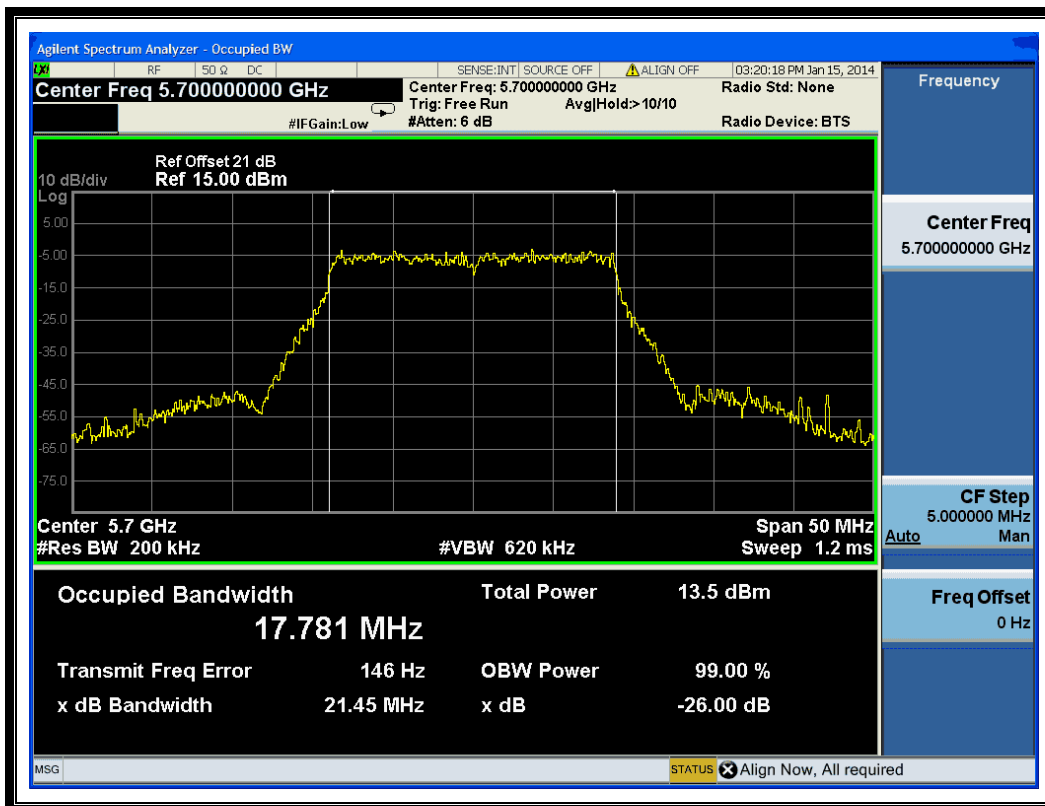 Agilent Spectrum Analyzer - Occupied BW
LXI RF 50 Ω DC SENSE:INT SOURCE OFF ALIGN OFF 03:20:18 PM Jan 15, 2014
Center Freq 5.700000000 GHz
Center Freq: 5.700000000 GHz
Radio Std: None
Trig: Free Run Avg|Hold:> 10/10
#IFGain:Low
#Atten: 6 dB
Radio Device: BTS
Ref Offset 21 dB
10 dB/div Ref 15.00 dBm
Log
5.00
-5.00
-15.0
-25.0
-35.0
-45.0
-55.0
-65.0
-75.0
Center 5.7 GHz Span 50 MHz
#Res BW 200 kHz #VBW 620 kHz Sweep 1.2 ms
Occupied Bandwidth Total Power 13.5 dBm
17.781 MHz
Transmit Freq Error 146 Hz OBW Power 99.00 %
x dB Bandwidth 21.45 MHz x dB -26.00 dB
Frequency
Center Freq
5.700000000 GHz
CF Step
5.000000 MHz
Auto Man
Freq Offset
0 Hz
MSG STATUS Align Now, All required